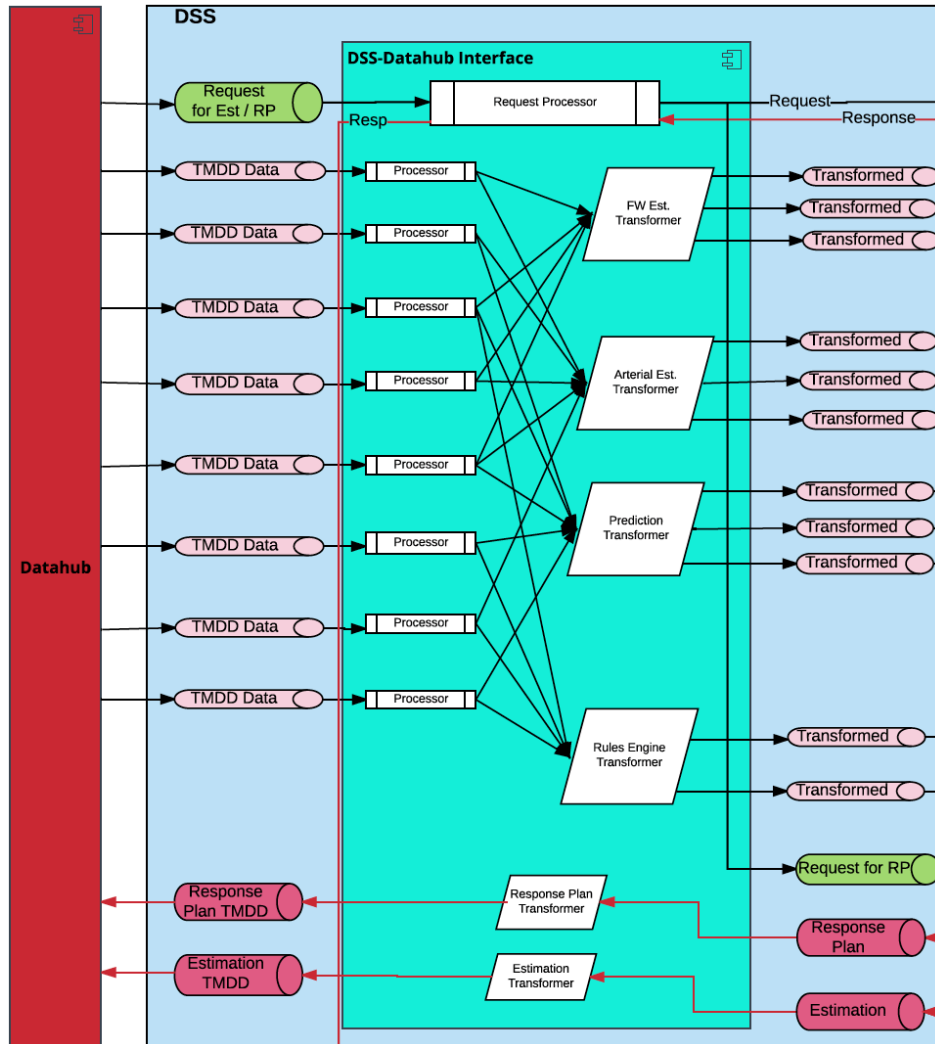 DSS
DSS-Datahub Interface
Request
for Est / RP
Request Processor
Request
Resp
Response
TMDD Data
Processor
TMDD Data
Processor
TMDD Data
Processor
TMDD Data
Processor
TMDD Data
Processor
TMDD Data
Processor
TMDD Data
Processor
TMDD Data
Processor
FW Est.
Transformer
Transformed
Transformed
Transformed
Arterial Est.
Transformer
Transformed
Transformed
Transformed
Prediction
Transformer
Transformed
Transformed
Transformed
Datahub
Rules Engine
Transformer
Transformed
Transformed
Request for RP
Response
Plan TMDD
Response Plan
Transformer
Response
Plan
Estimation
TMDD
Estimation
Transformer
Estimation